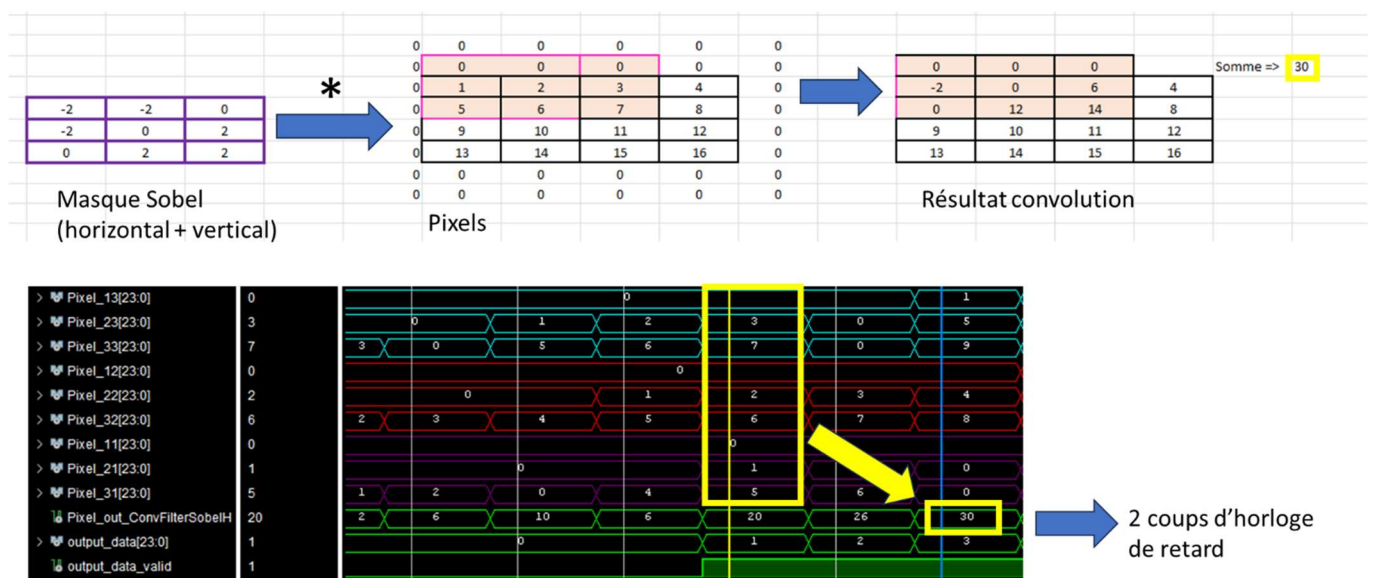 0 0 0 0 0 0
0 0 0 0 0 0
0 0 0 Somme => 30
*
0 1 2 3 4 0
-2 0 6 4
-2 -2 0
0 5 6 7 8 0
0 12 14 8
-2 0 2
0 9 10 11 12 0
9 10 11 12
0 2 2
0 13 14 15 16 0
13 14 15 16
0 0 0 0 0 0
0 0 0 0 0 0
Masque Sobel
(horizontal + vertical)
Pixels
Résultat convolution
> Pixel_13[23:0] 0 0 1
> Pixel_23[23:0] 3 0 1 2 3 0 5
> Pixel_33[23:0] 7 3 0 5 6 7 0 9
> Pixel_12[23:0] 0 0
> Pixel_22[23:0] 2 0 1 2 3 4
> Pixel_32[23:0] 6 2 3 4 5 6 7 8
> Pixel_11[23:0] 0 0
> Pixel_21[23:0] 1 0 1 0
> Pixel_31[23:0] 5 1 2 0 4 5 6 0
Pixel_out_ConvFilterSobelH 20 2 6 10 6 20 26 30
> output_data[23:0] 1 0 1 2 3
output_data_valid 1
2 coups d’horloge
de retard